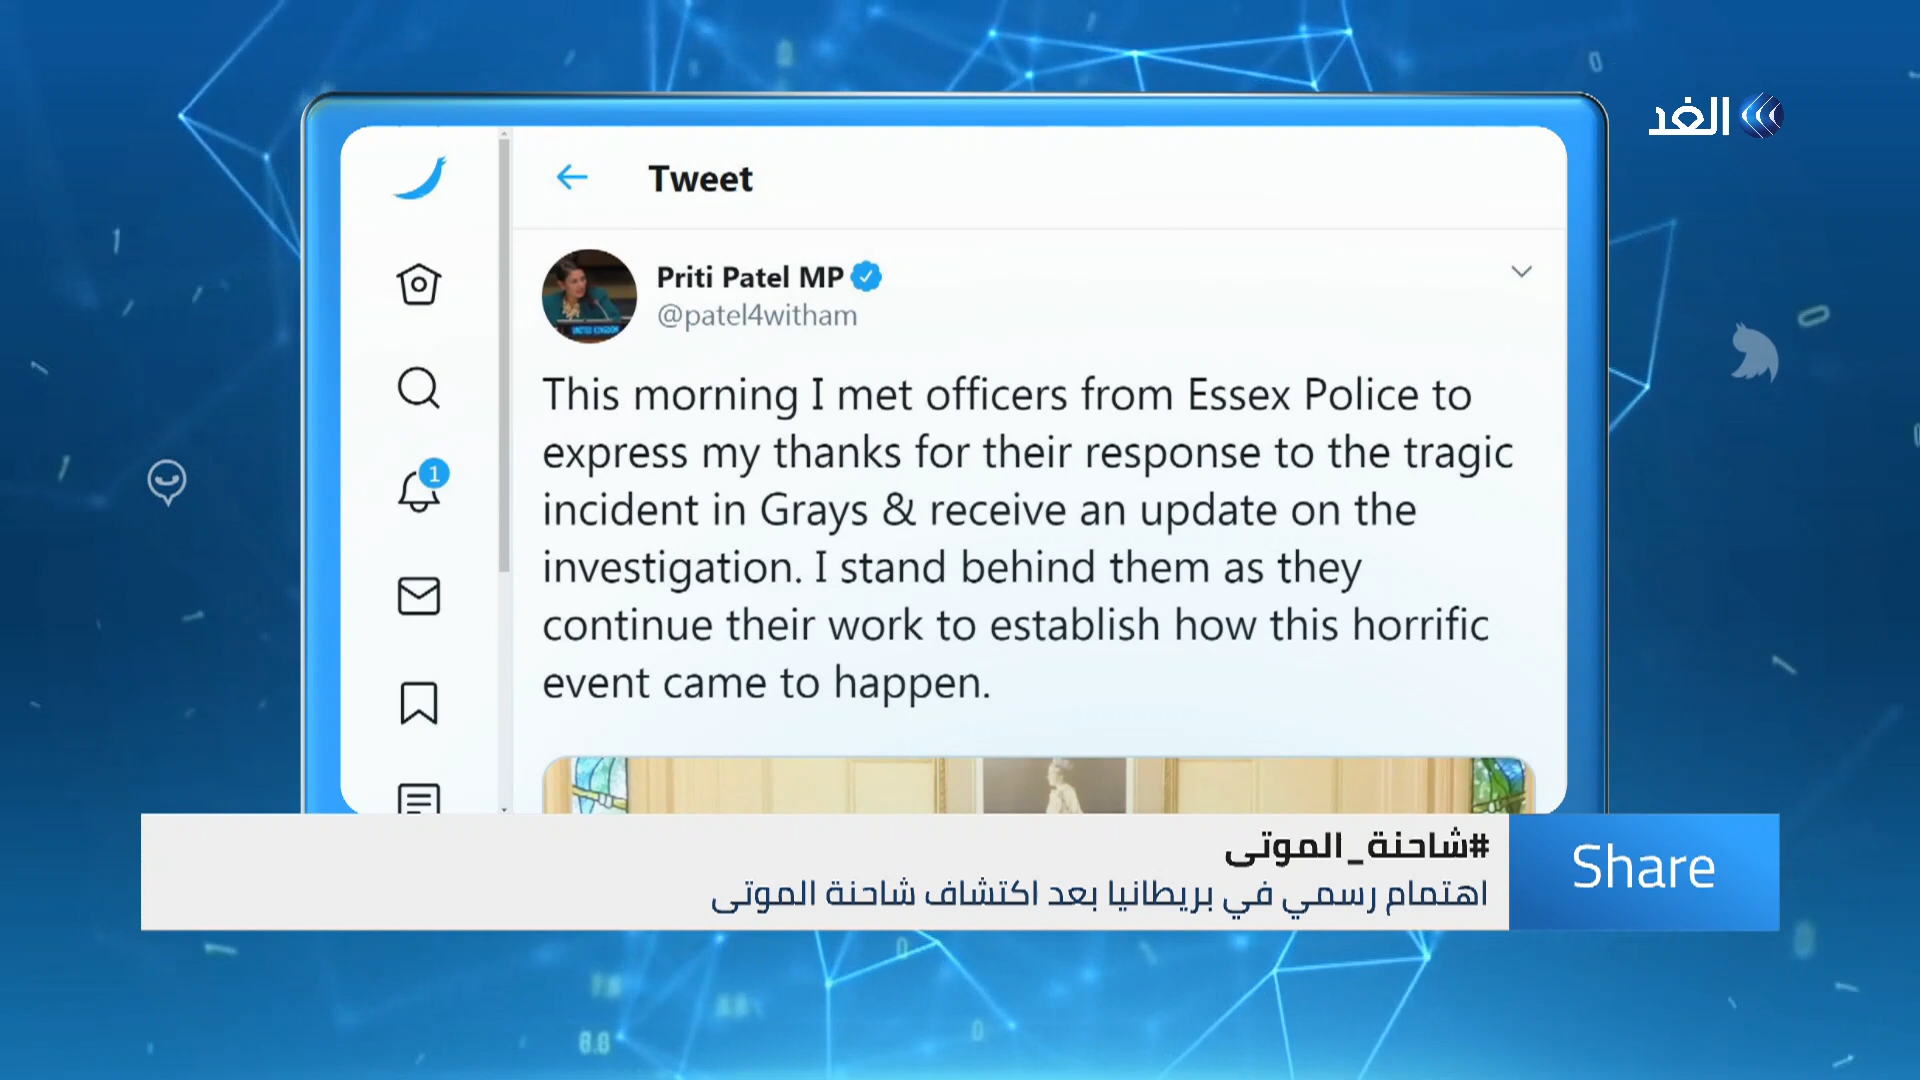 الغد
Tweet
Priti Patel MP
@patel4witham
This morning I met officers from Essex Police to
express my thanks for their response to the tragic
incident in Grays & receive an update on the
investigation. I stand behind them as they
continue their work to establish how this horrific
event came to happen.
1
UNITED KINGDOM
#شاحنة_الموتى
اهتمام رسمي في بريطانيا بعد اكتشاف شاحنة الموتى
Share